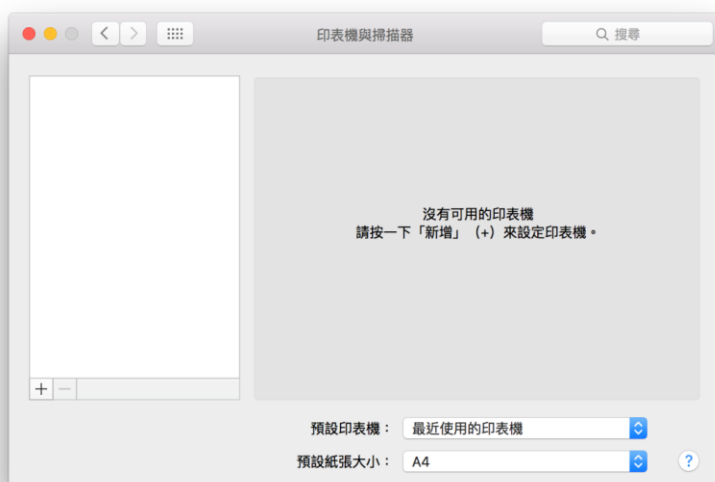 印表機與掃描器
搜尋
沒有可用的印表機
請按一下「新增」（+）來設定印表機。
預設印表機：
最近使用的印表機
預設紙張大小：
A4
?